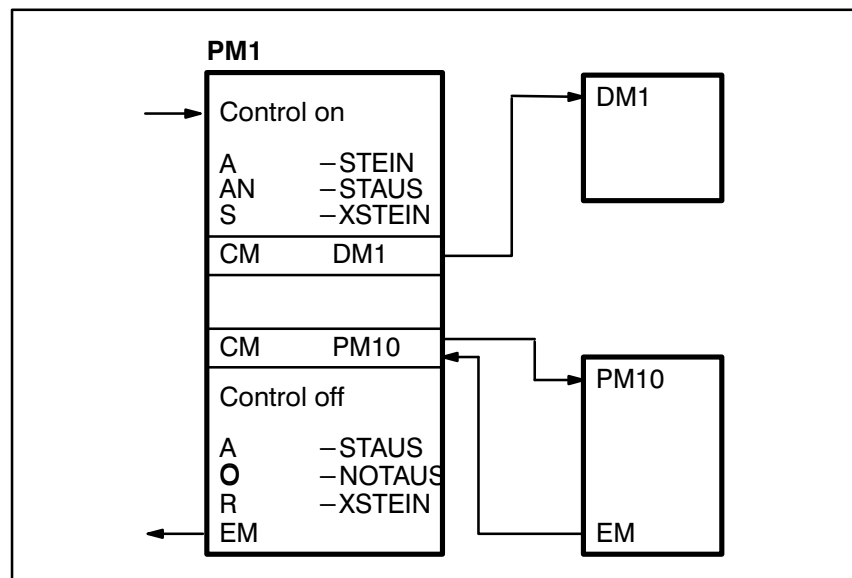 PM1
Control on
A –STEIN
AN –STAUS
S –XSTEIN
CM DM1
CM PM10
Control off
A –STAUS
O –NOTAUS
R –XSTEIN
EM
DM1
PM10
EM